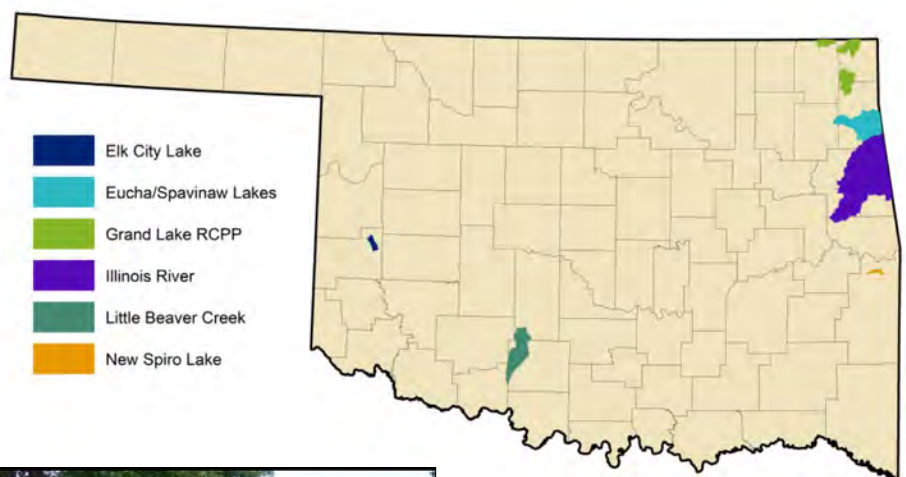 Elk City Lake
Eucha/Spavinaw Lakes
Grand Lake RCPP
Illinois River
Little Beaver Creek
New Spiro Lake